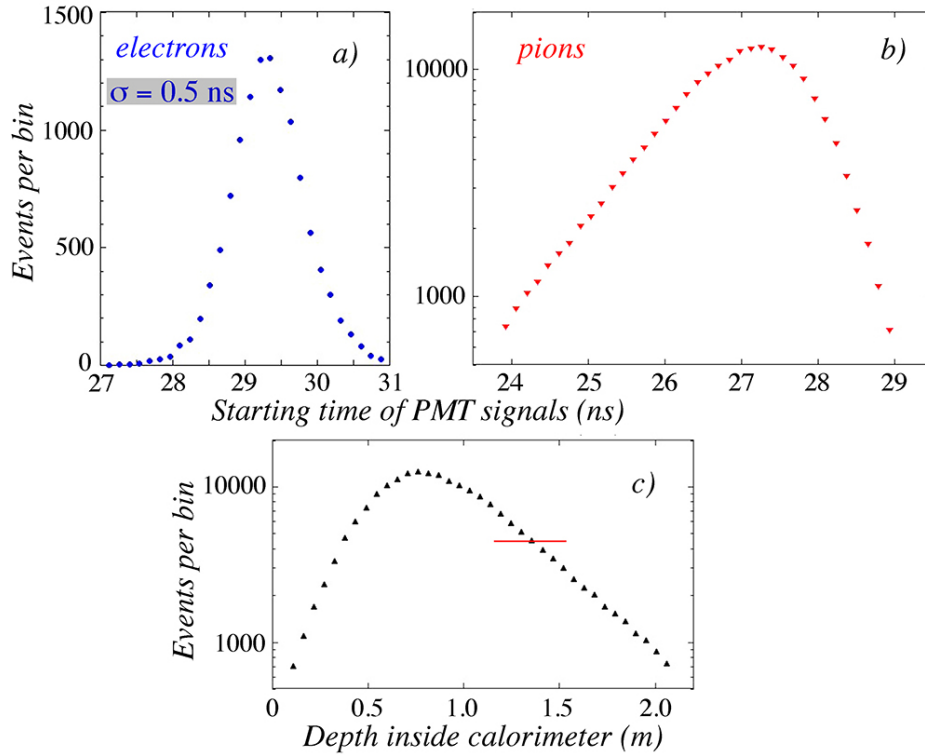 electrons
σ = 0.5 ns
a)
1500
1000
500
0
27
28
29
30
31
Events per bin
pions
b)
10000
1000
24
25
26
27
28
29
Starting time of PMT signals (ns)
c)
10000
1000
0
0.5
1.0
1.5
2.0
Events per bin
Depth inside calorimeter (m)